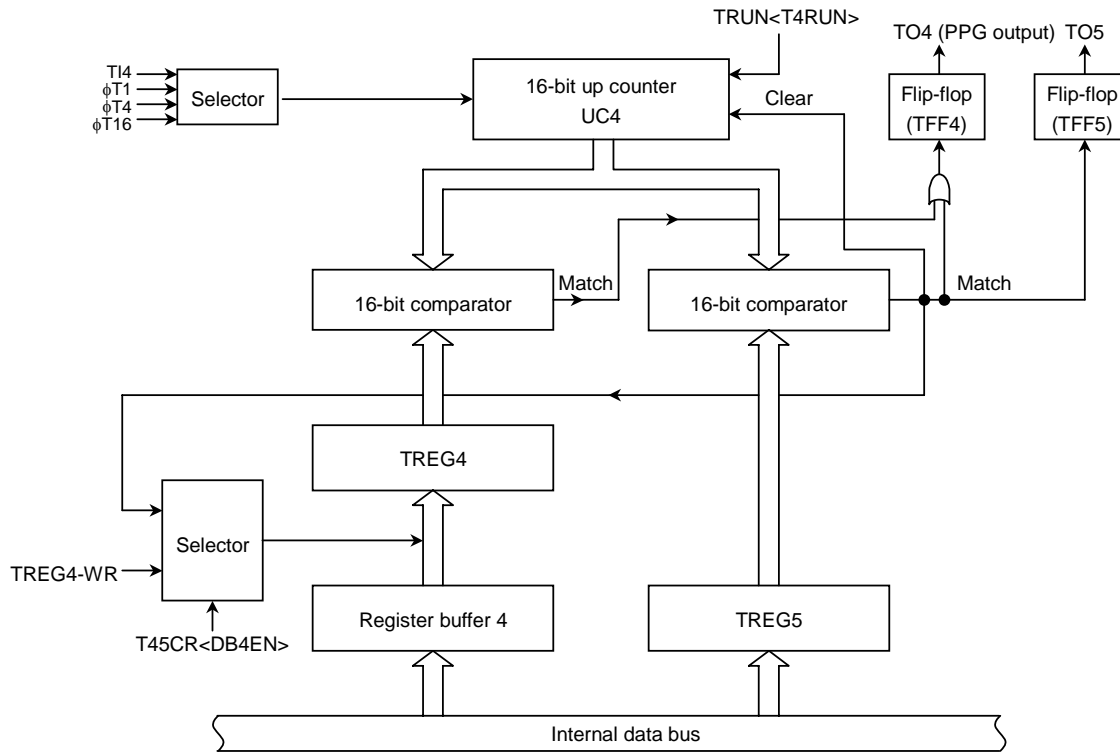 TRUN<T4RUN>
TO4 (PPG output) TO5
TI4
ϕT1
ϕT4
ϕT16
Selector
16-bit up counter
UC4
Clear
Flip-flop
(TFF4)
Flip-flop
(TFF5)
16-bit comparator
Match
16-bit comparator
Match
TREG4
Selector
TREG4-WR
T45CR<DB4EN>
Register buffer 4
TREG5
Internal data bus